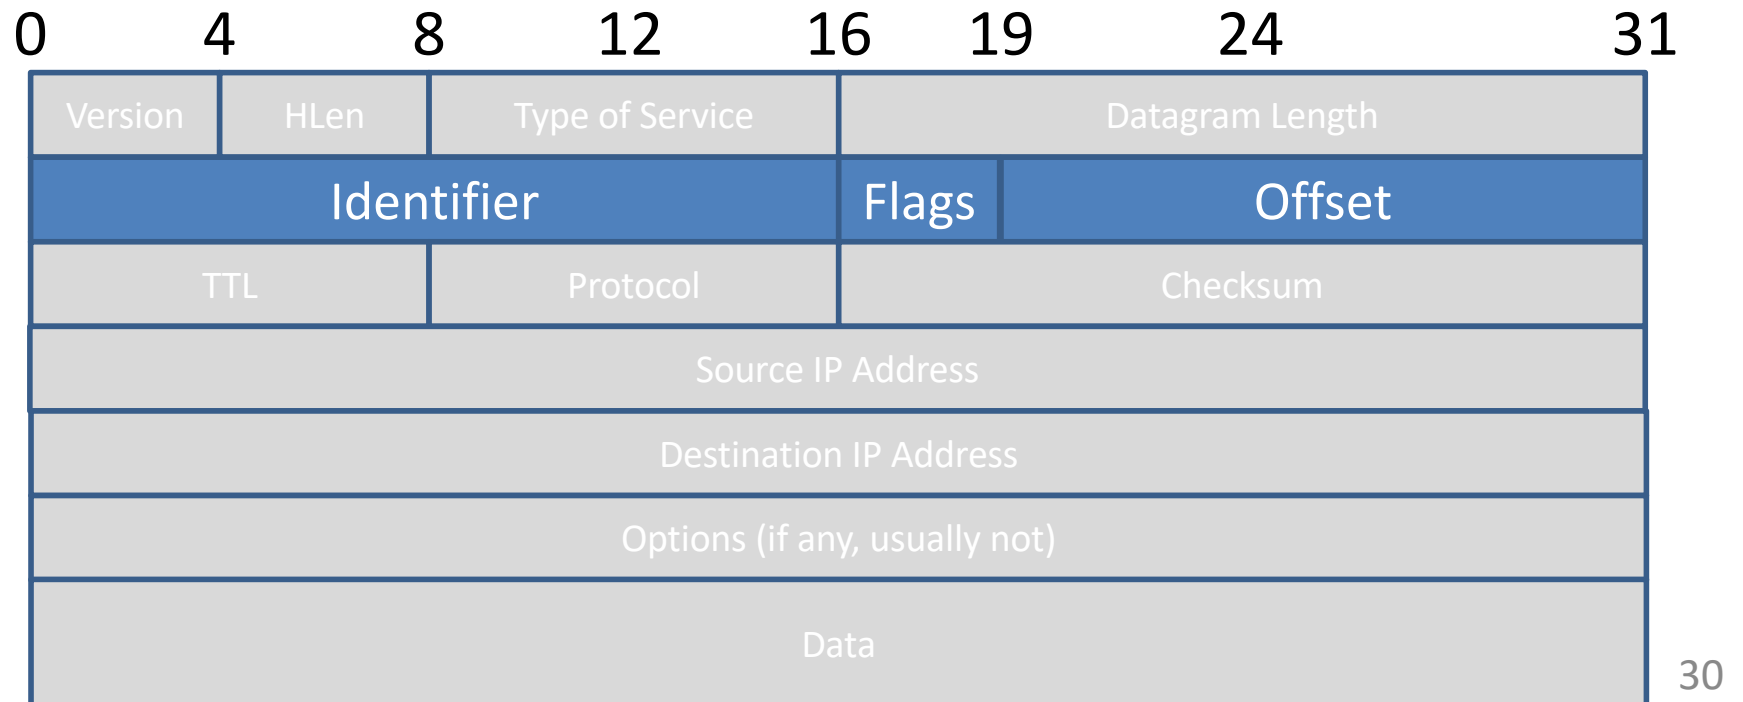 0 4 8 12 16 19 24 31
Version HLen Type of Service Datagram Length
Identifier Flags Offset
TTL Protocol Checksum
Source IP Address
Destination IP Address
Options (if any, usually not)
Data
30